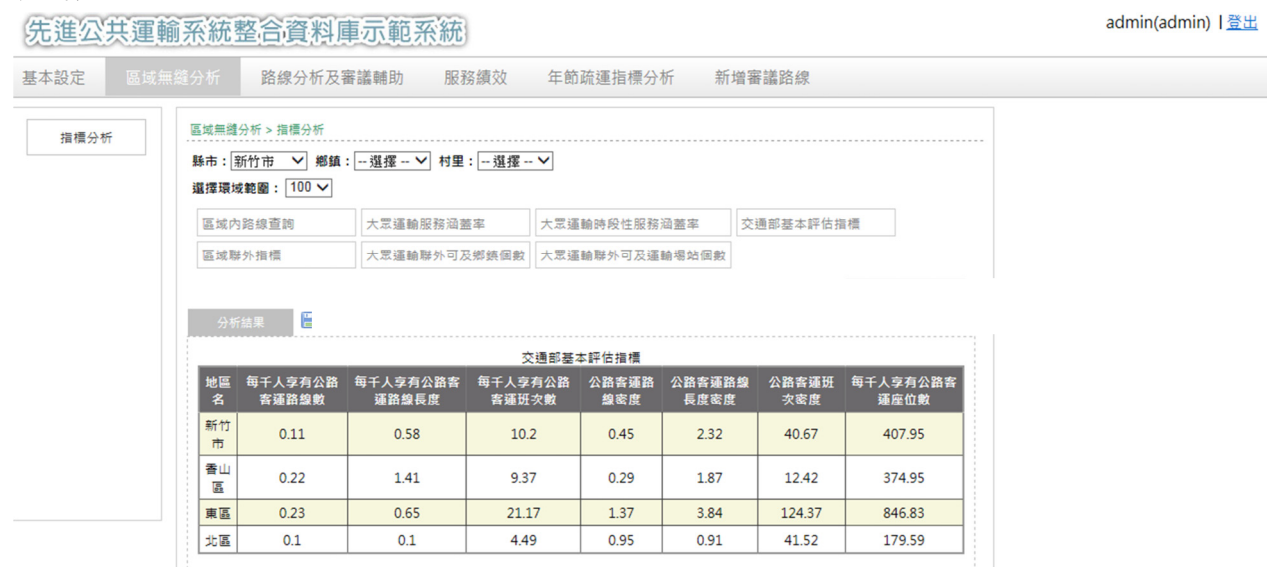 先進公共運輸系統整合資料庫示範系統
admin(admin) | 登出
基本設定 區域無縫分析 路線分析及審議輔助 服務績效 年節疏運指標分析 新增審議路線
指標分析
區域無縫分析 > 指標分析
縣市：新竹市 鄉鎮：-- 選擇 -- 村里：-- 選擇 --
選擇環域範圍：100
區域內路線查詢 大眾運輸服務涵蓋率 大眾運輸時段性服務涵蓋率 交通部基本評估指標
區域聯外指標 大眾運輸聯外可及鄉鎮個數 大眾運輸聯外可及運輸場站個數
分析結果
交通部基本評估指標
地區名 每千人享有公路客運路線數 每千人享有公路客運路線長度 每千人享有公路客運班次數 公路客運路線密度 公路客運路線長度密度 公路客運班次密度 每千人享有公路客運座位數
新竹市 0.11 0.58 10.2 0.45 2.32 40.67 407.95
香山區 0.22 1.41 9.37 0.29 1.87 12.42 374.95
東區 0.23 0.65 21.17 1.37 3.84 124.37 846.83
北區 0.1 0.1 4.49 0.95 0.91 41.52 179.59